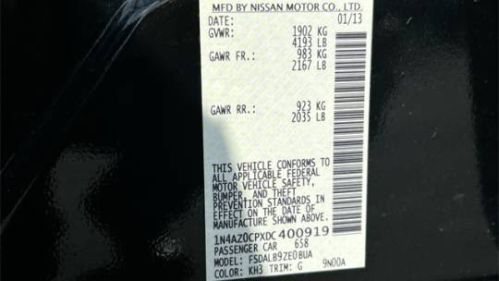 MFD BY NISSAN MOTOR CO., LTD.
DATE: 01/13
GVWR: 1902 KG
4193 LB
GAWR FR.: 983 KG
2167 LB
GAWR RR.: 923 KG
2035 LB
THIS VEHICLE CONFORMS TO
ALL APPLICABLE FEDERAL
MOTOR VEHICLE SAFETY,
BUMPER, AND THEFT
PREVENTION STANDARDS IN
EFFECT ON THE DATE OF
MANUFACTURE SHOWN ABOVE.
1N4AZ0CPXDC400919
PASSENGER CAR 658
MODEL: FSDALB9ZE0BUA
COLOR: KH3 TRIM: G 9N00A